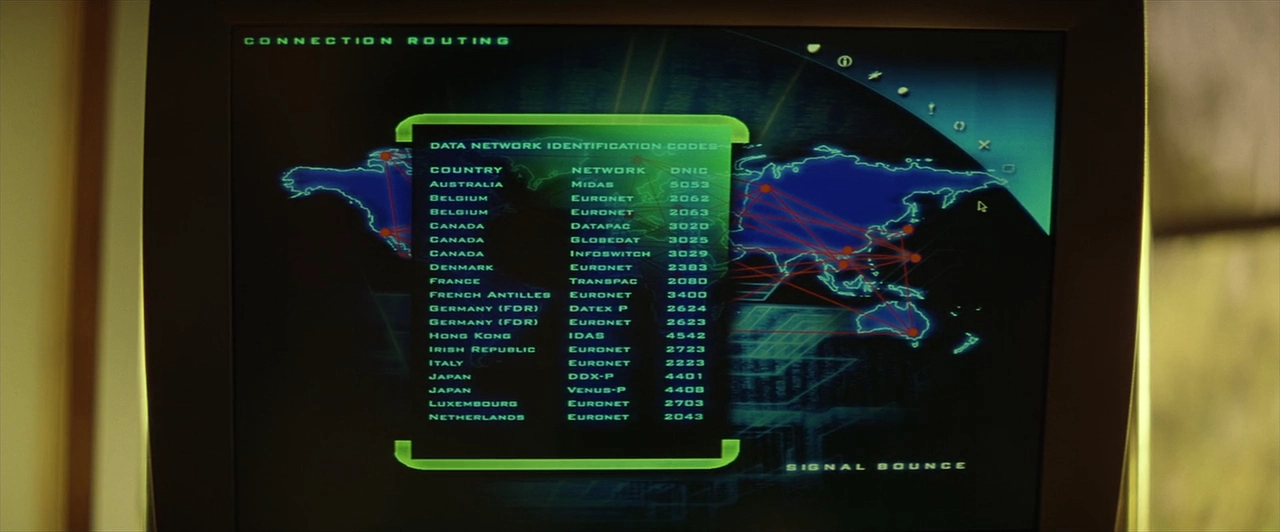 CONNECTION ROUTING
DATA NETWORK IDENTIFICATION CODES
COUNTRY NETWORK DNIC
AUSTRALIA MIDAS 5053
BELGIUM EURONET 2062
BELGIUM EURONET 2063
CANADA DATAPAC 3020
CANADA GLOBEDAT 3025
CANADA INFOSWITCH 3029
DENMARK EURONET 2383
FRANCE TRANSPAC 2080
FRENCH ANTILLES EURONET 3400
GERMANY (FDR) DATEX P 2624
GERMANY (FDR) EURONET 2623
HONG KONG IDAS 4542
IRISH REPUBLIC EURONET 2723
ITALY EURONET 2223
JAPAN DDX-P 4401
JAPAN VENUS-P 4408
LUXEMBOURG EURONET 2703
NETHERLANDS EURONET 2043
SIGNAL BOUNCE